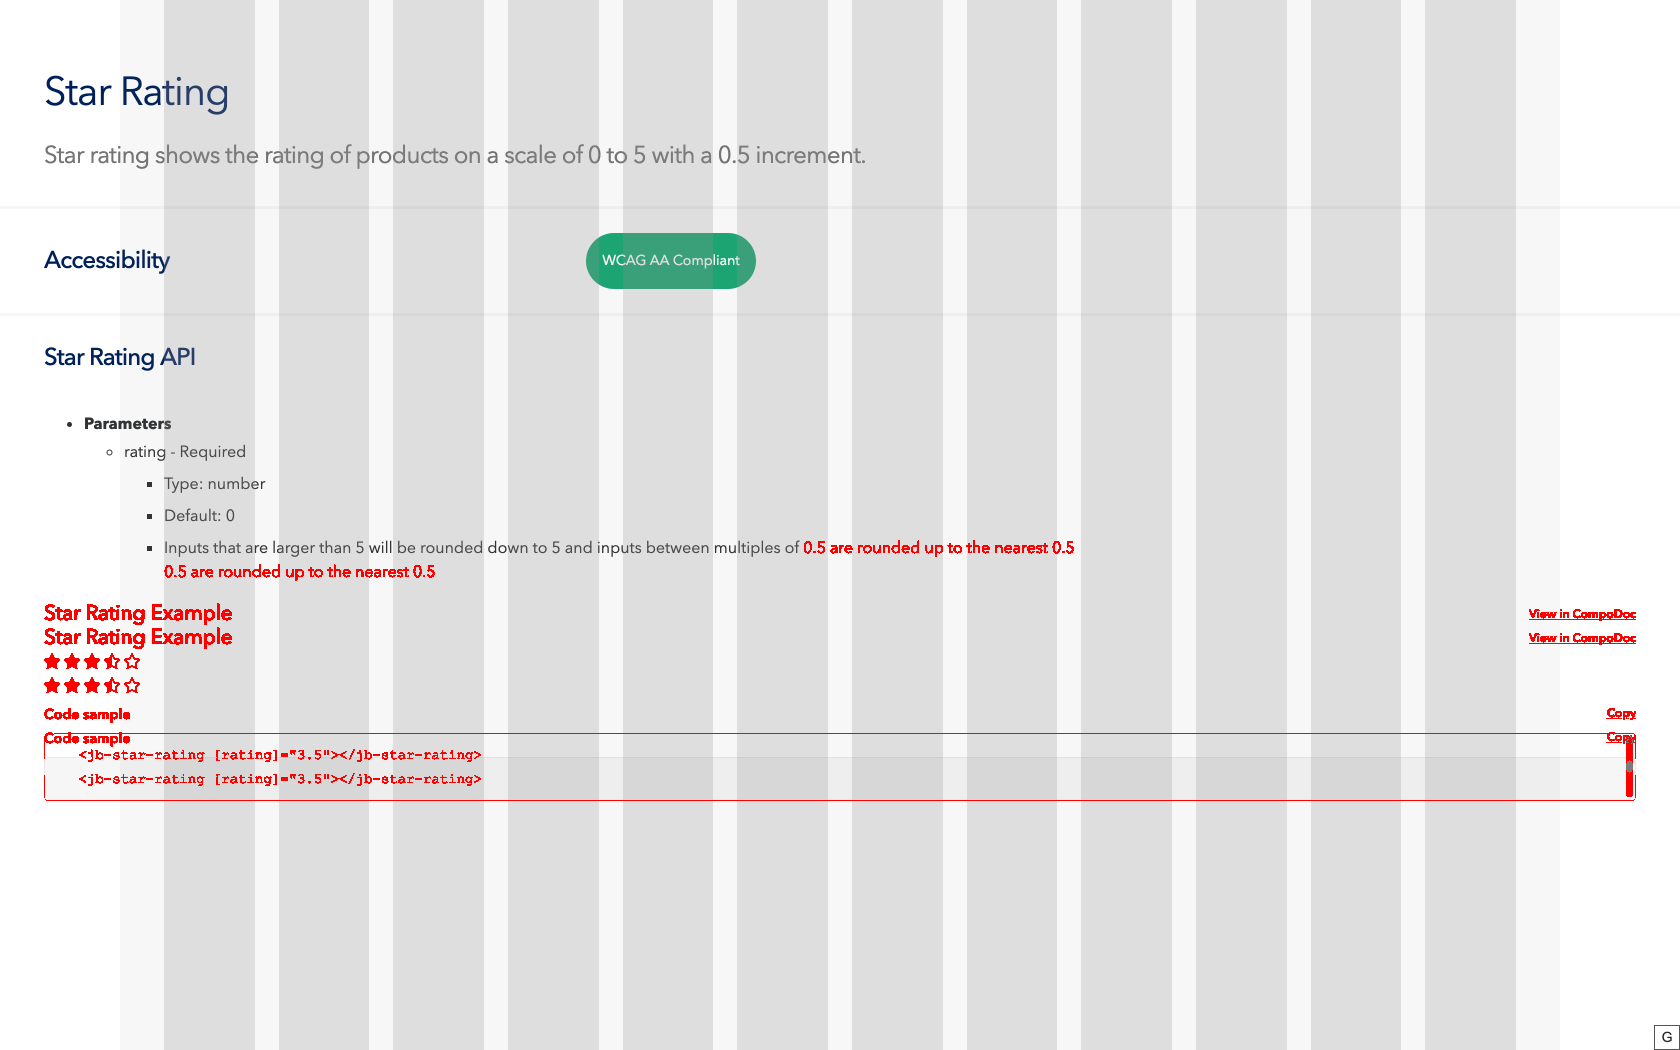 Star Rating
Star rating shows the rating of products on a scale of 0 to 5 with a 0.5 increment.
Accessibility
WCAG AA Compliant
Star Rating API
Parameters
rating - Required
Type: number
Default: 0
Inputs that are larger than 5 will be rounded down to 5 and inputs between multiples of 0.5 are rounded up to the nearest 0.5
0.5 are rounded up to the nearest 0.5
Star Rating Example
View in CompoDoc
Star Rating Example
View in CompoDoc
Code sample
Copy
Code sample
Copy
<jb-star-rating [rating]="3.5"></jb-star-rating>
<jb-star-rating [rating]="3.5"></jb-star-rating>
G